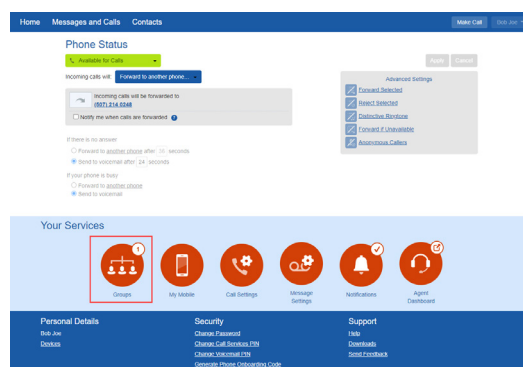 Home Messages and Calls Contacts Make Call Bob Joe
Phone Status
Available for Calls Apply Cancel
Incoming calls will: Forward to another phone...
Advanced Settings
Incoming calls will be forwarded to
(507) 214 0248
Notify me when calls are forwarded ?
Forward Selected
Reject Selected
Distinctive Ringtone
Forward If Unavailable
Anonymous Callers
If there is no answer
Forward to another phone after seconds
Send to voicemail after 24 seconds
If your phone is busy
Forward to another phone
Send to voicemail
Your Services
1
Groups My Mobile Call Settings Message Settings Notifications Agent Dashboard
Personal Details Security Support
Bob Joe Change Password Help
Devices Change Call Services PIN Downloads
Change Voicemail PIN Send Feedback
Generate Phone Onboarding Code